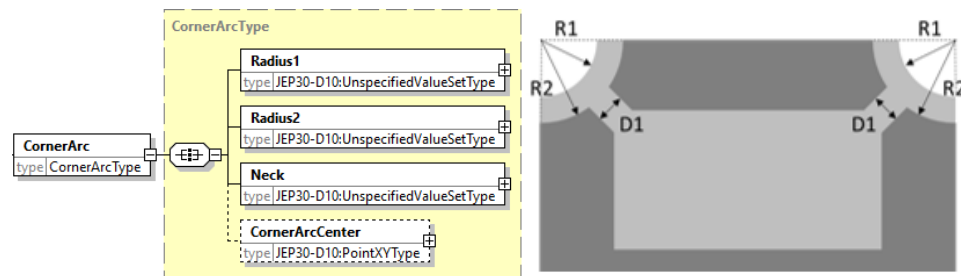 CornerArcType
Radius1
type JEP30-D10:UnspecifiedValueSetType
Radius2
type JEP30-D10:UnspecifiedValueSetType
CornerArc
type CornerArcType
Neck
type JEP30-D10:UnspecifiedValueSetType
CornerArcCenter
type JEP30-D10:PointXYType
R1 R1
R2 R2
D1 D1